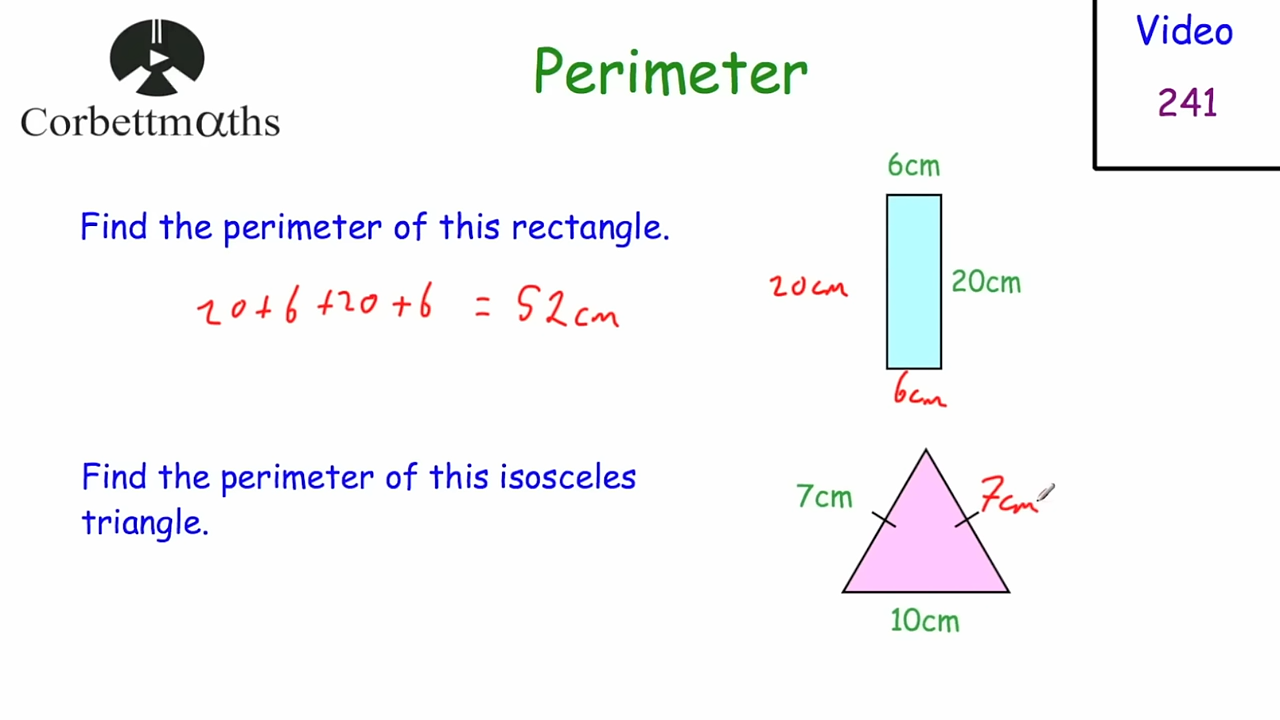 Corbettmαths
Perimeter
Video
241
Find the perimeter of this rectangle.
20+6+20+6 = 52cm
6cm
20cm
20cm
6cm
Find the perimeter of this isosceles
triangle.
7cm
7cm
10cm